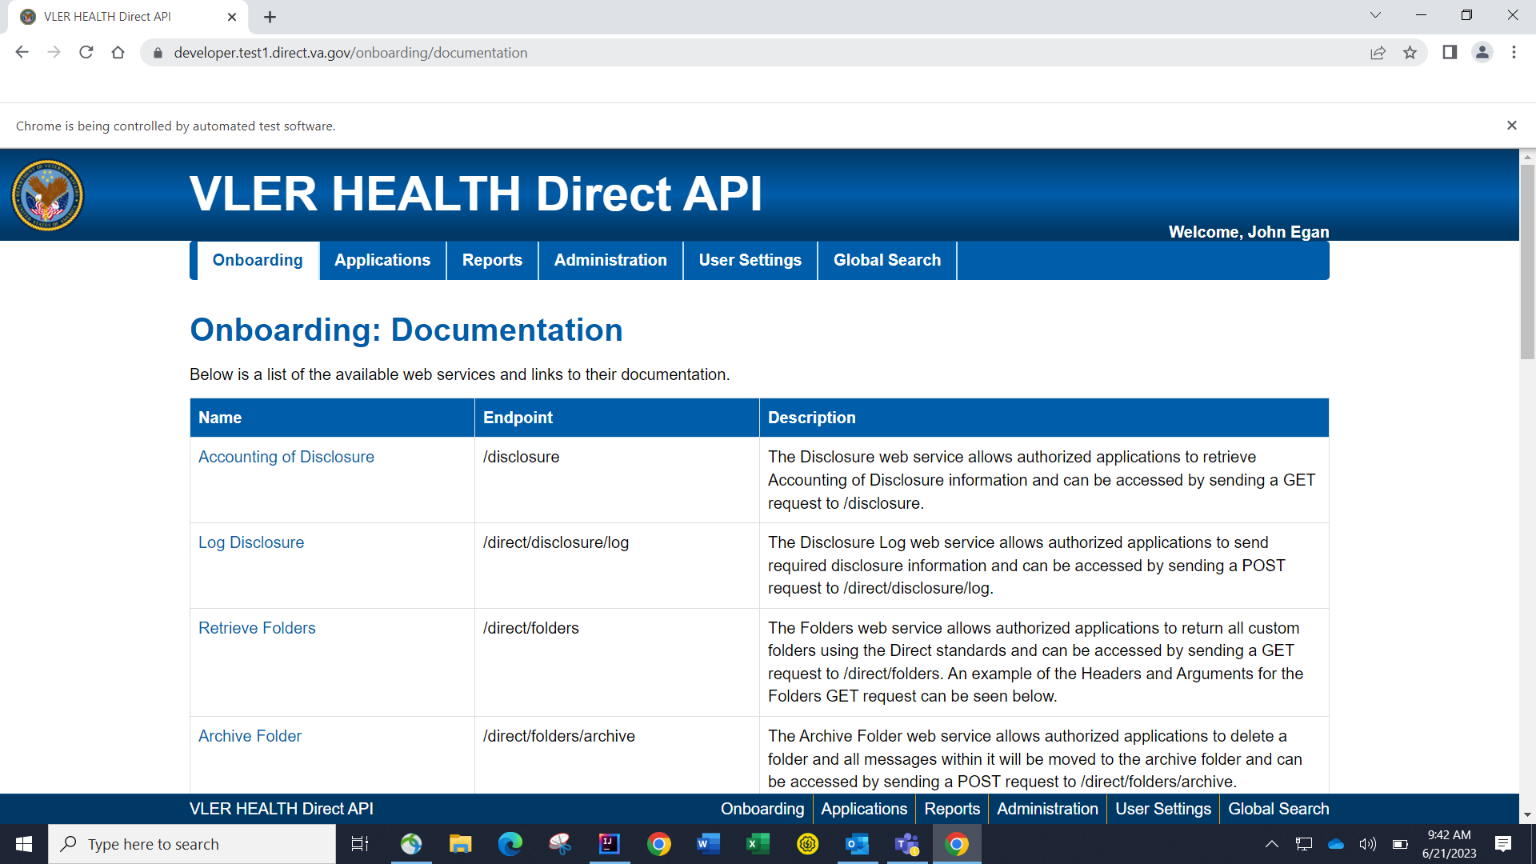 VLER HEALTH Direct API
developer.test1.direct.va.gov/onboarding/documentation
Chrome is being controlled by automated test software.
VLER HEALTH Direct API
Welcome, John Egan
Onboarding Applications Reports Administration User Settings Global Search
Onboarding: Documentation
Below is a list of the available web services and links to their documentation.
Name Endpoint Description
Accounting of Disclosure /disclosure The Disclosure web service allows authorized applications to retrieve
Accounting of Disclosure information and can be accessed by sending a GET
request to /disclosure.
Log Disclosure /direct/disclosure/log The Disclosure Log web service allows authorized applications to send
required disclosure information and can be accessed by sending a POST
request to /direct/disclosure/log.
Retrieve Folders /direct/folders The Folders web service allows authorized applications to return all custom
folders using the Direct standards and can be accessed by sending a GET
request to /direct/folders. An example of the Headers and Arguments for the
Folders GET request can be seen below.
Archive Folder /direct/folders/archive The Archive Folder web service allows authorized applications to delete a
folder and all messages within it will be moved to the archive folder and can
be accessed by sending a POST request to /direct/folders/archive.
VLER HEALTH Direct API Onboarding Applications Reports Administration User Settings Global Search
Type here to search
9:42 AM
6/21/2023